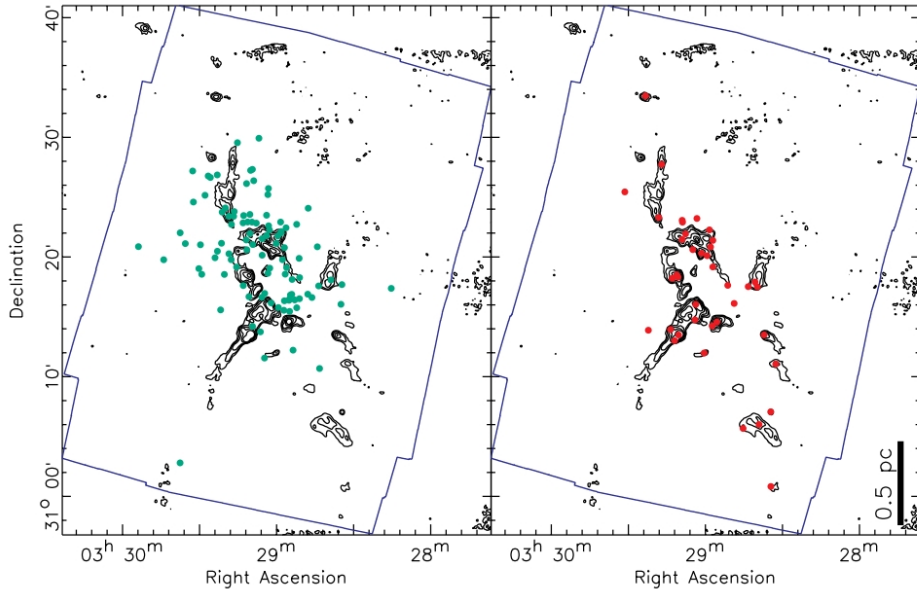 40'
30'
20'
10'
31° 00'
Declination
03ʰ 30ᵐ 29ᵐ 28ᵐ
03ʰ 30ᵐ 29ᵐ 28ᵐ
Right Ascension
Right Ascension
0.5 pc